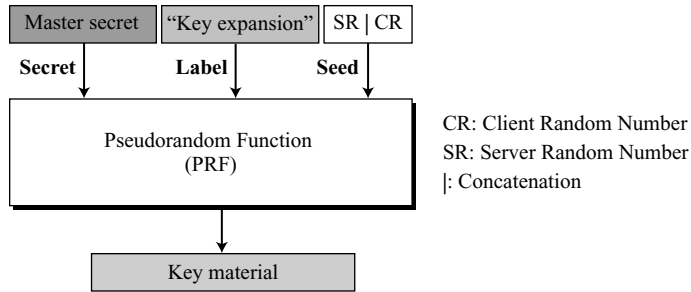 Master secret
“Key expansion”
SR | CR
Secret
Label
Seed
Pseudorandom Function
(PRF)
CR: Client Random Number
SR: Server Random Number
|: Concatenation
Key material